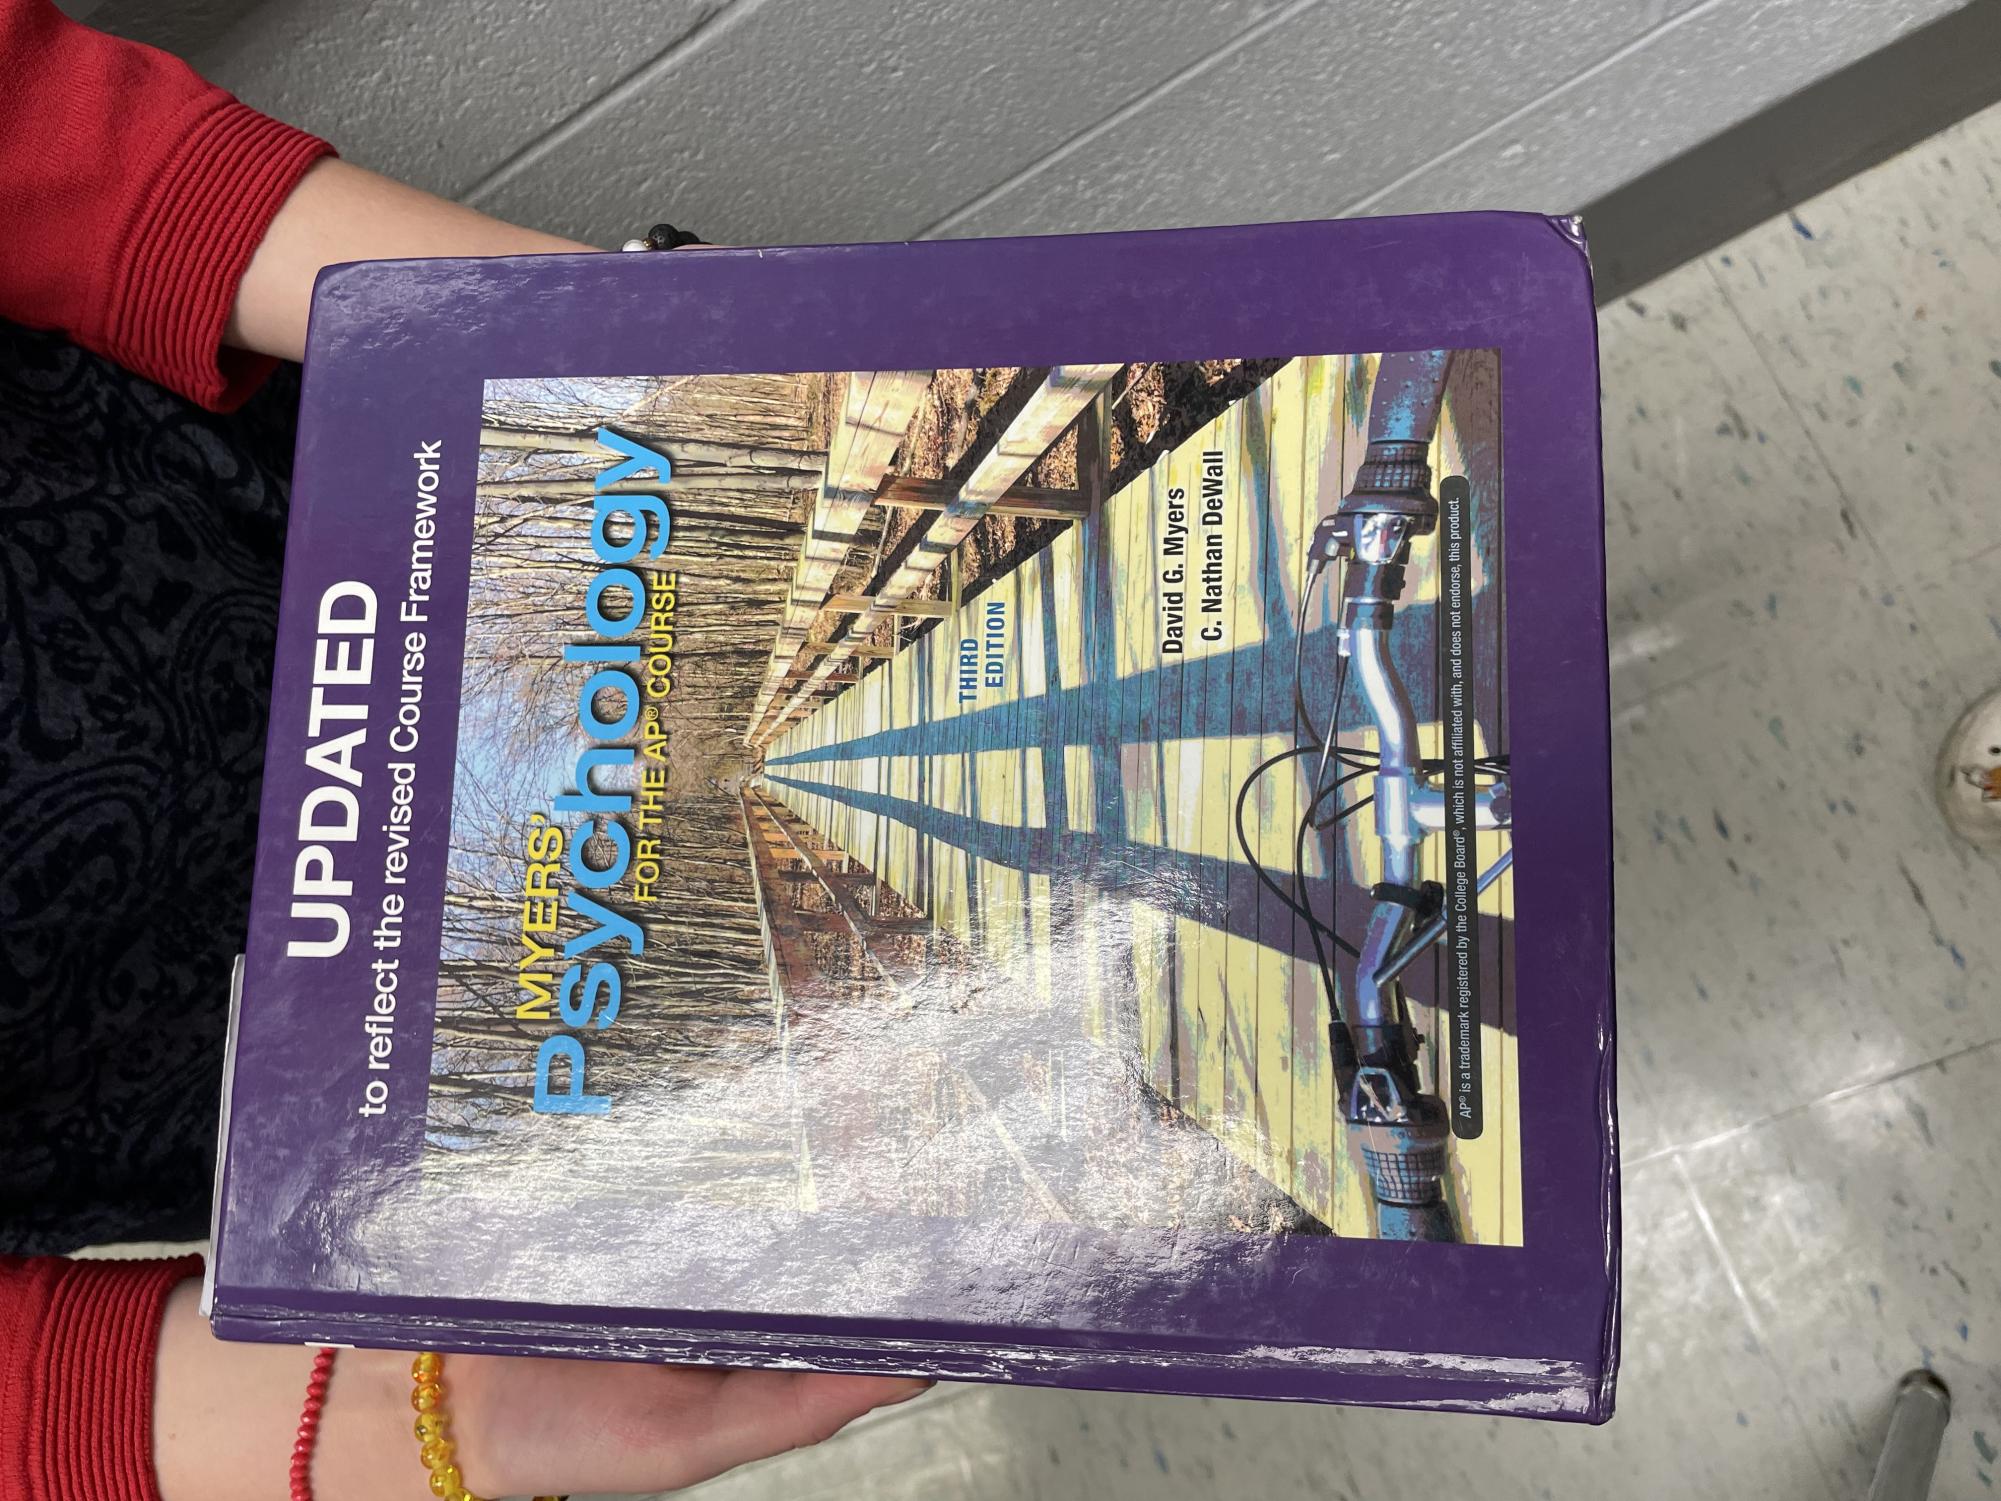 UPDATED
to reflect the revised Course Framework
MYERS'
Psychology
FOR THE AP® COURSE
THIRD
EDITION
David G. Myers
C. Nathan DeWall
AP® is a trademark registered by the College Board®, which is not affiliated with, and does not endorse, this product.